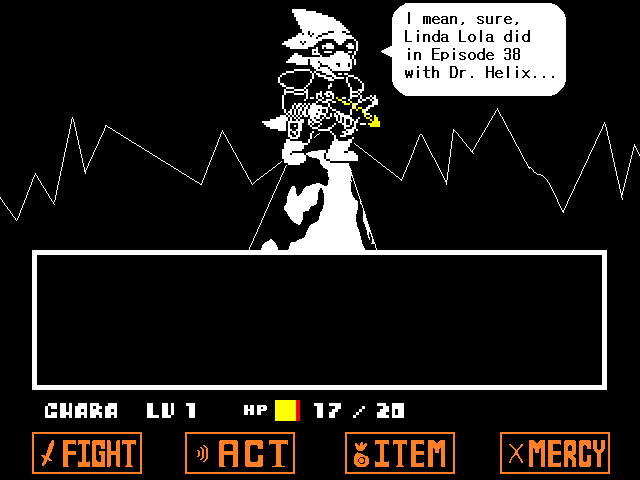 I mean, sure,
Linda Lola did
in Episode 38
with Dr. Helix...
CHARA LV 1 HP 17 / 20
FIGHT ACT ITEM MERCY